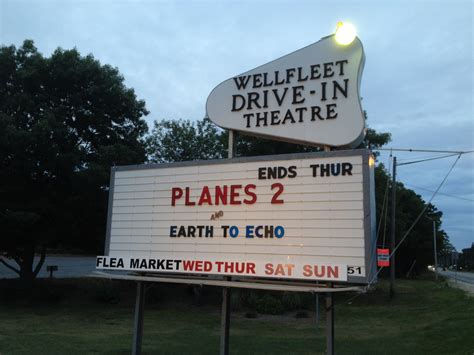 WELLFLEET
DRIVE-IN
THEATRE
ENDS THUR
PLANES 2
AND
EARTH TO ECHO
FLEA MARKET WED THUR SAT SUN 51